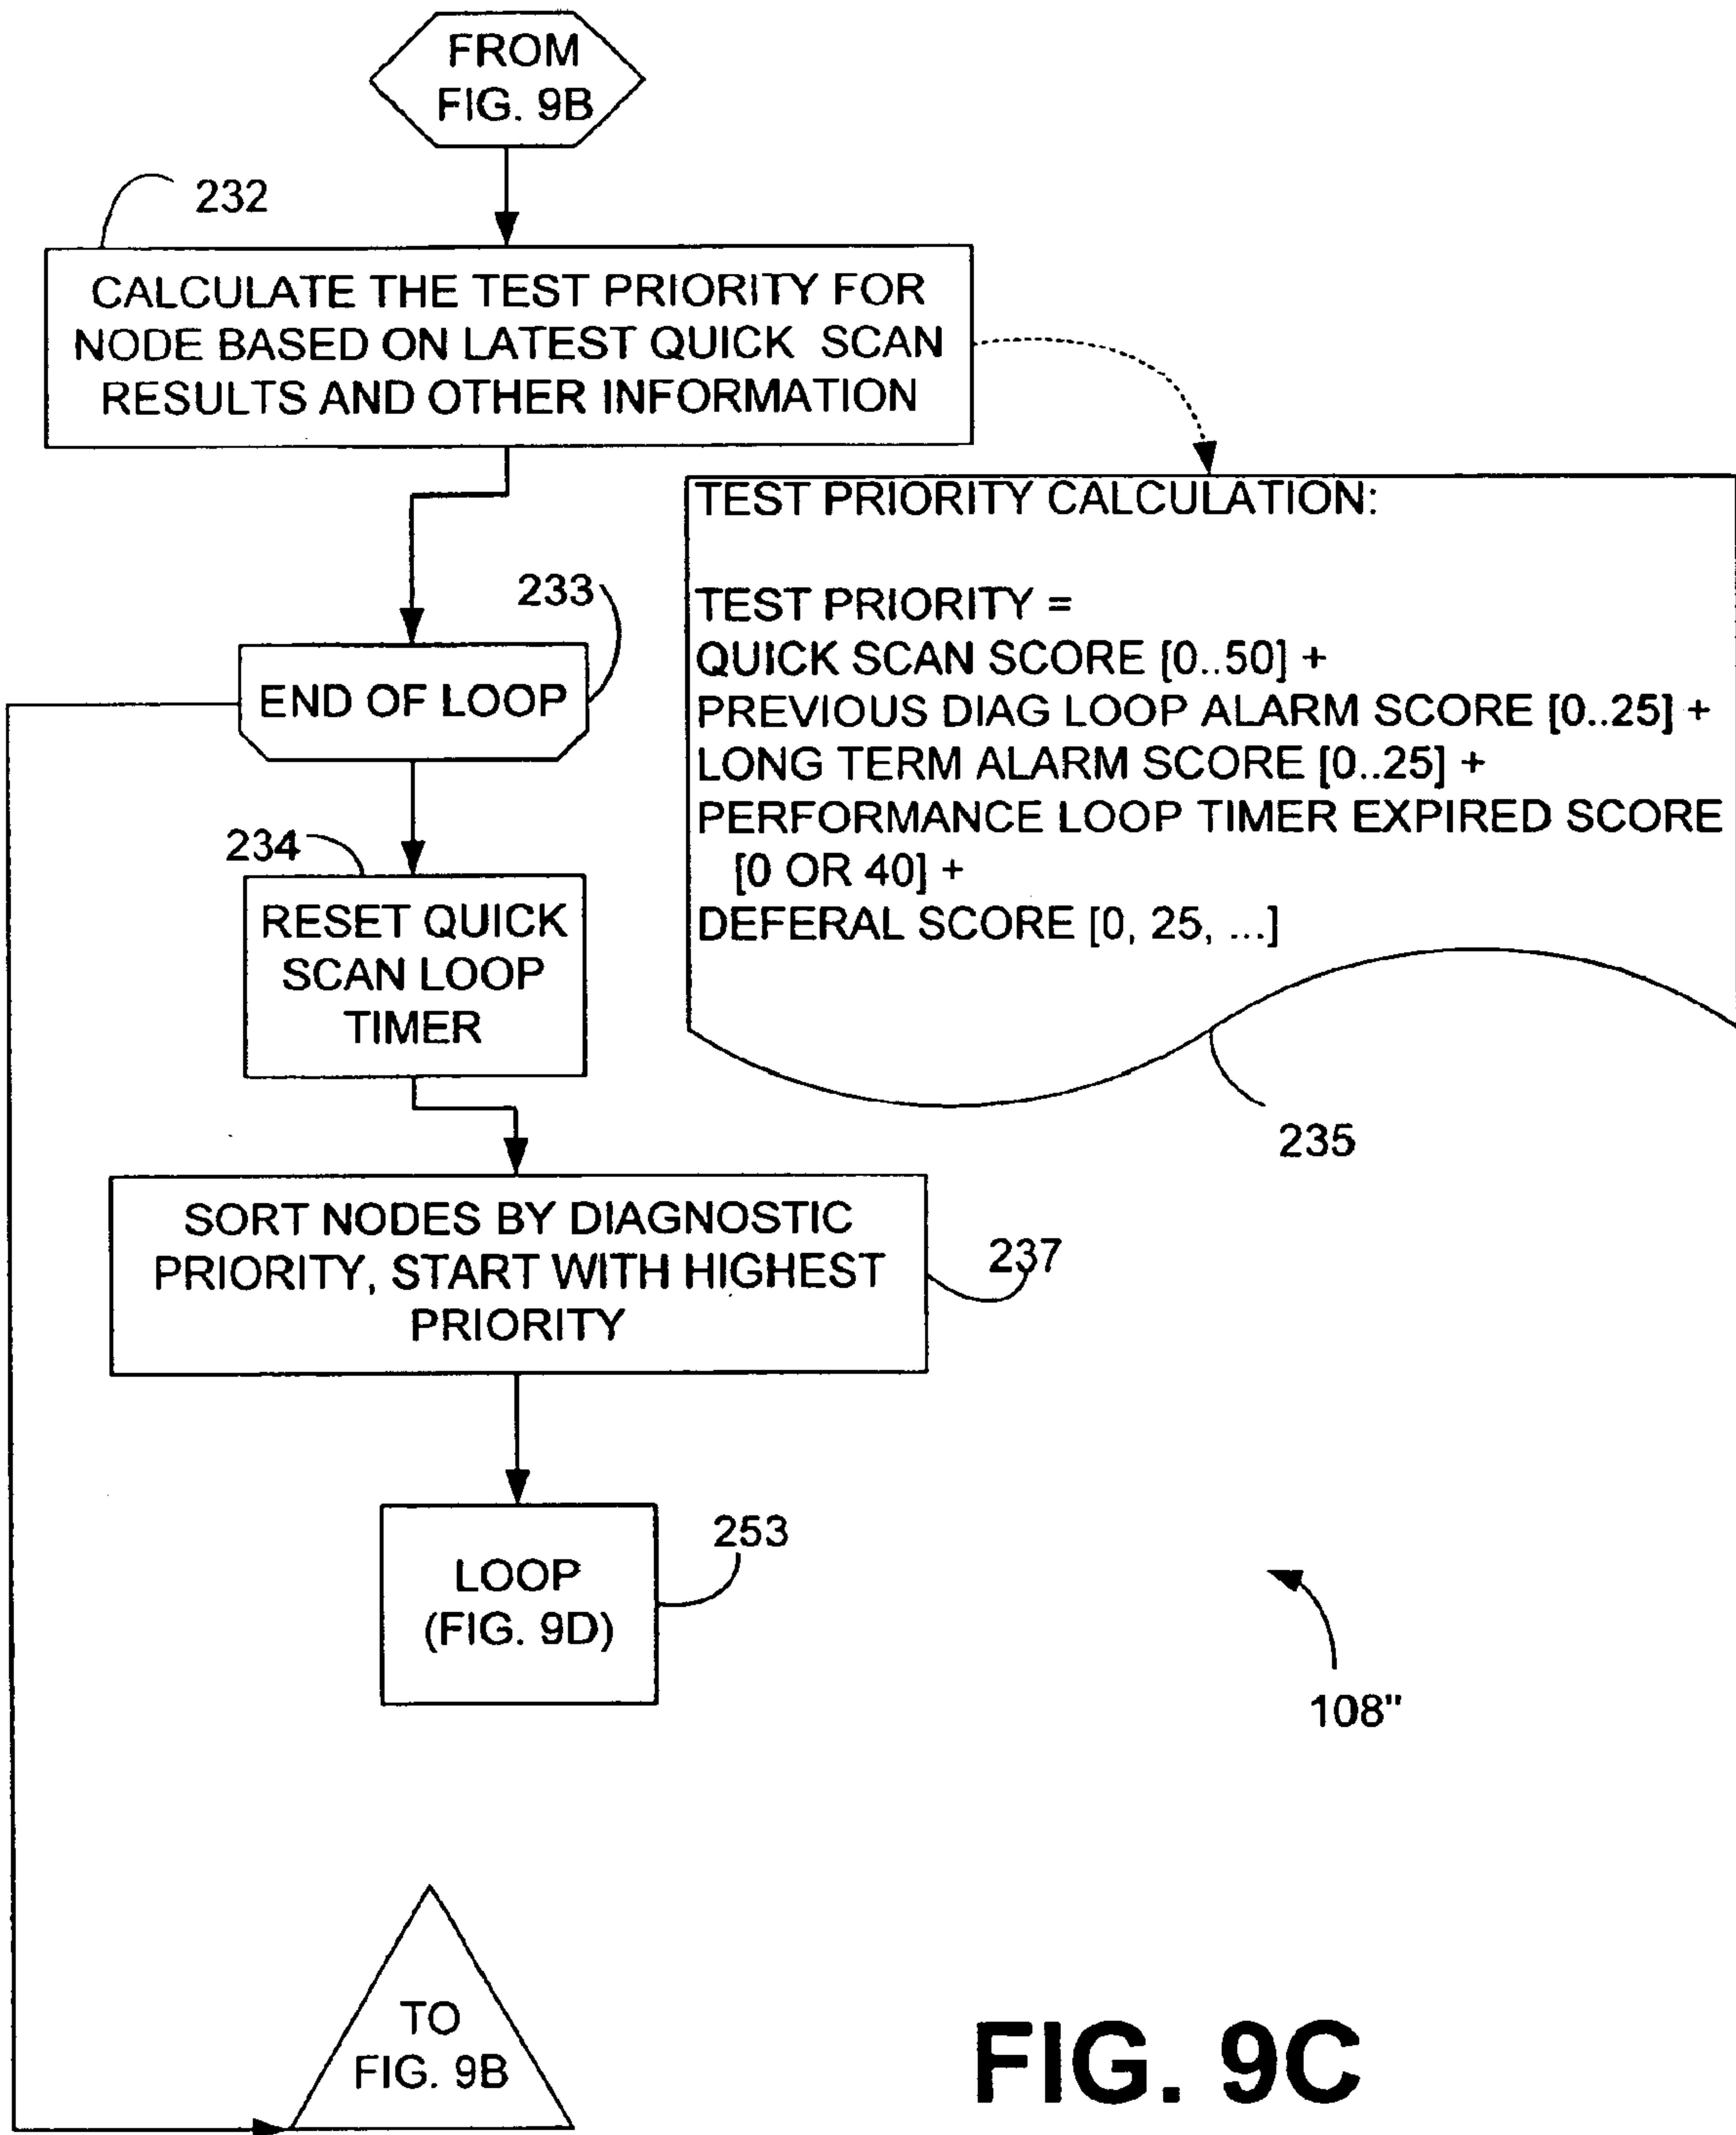 FROM
FIG. 9B
232
CALCULATE THE TEST PRIORITY FOR
NODE BASED ON LATEST QUICK SCAN
RESULTS AND OTHER INFORMATION
TEST PRIORITY CALCULATION:
TEST PRIORITY =
QUICK SCAN SCORE [0..50] +
PREVIOUS DIAG LOOP ALARM SCORE [0..25] +
LONG TERM ALARM SCORE [0..25] +
PERFORMANCE LOOP TIMER EXPIRED SCORE
[0 OR 40] +
DEFERAL SCORE [0, 25, ...]
235
233
END OF LOOP
234
RESET QUICK
SCAN LOOP
TIMER
SORT NODES BY DIAGNOSTIC
PRIORITY, START WITH HIGHEST
PRIORITY
237
LOOP
(FIG. 9D)
253
108"
TO
FIG. 9B
FIG. 9C